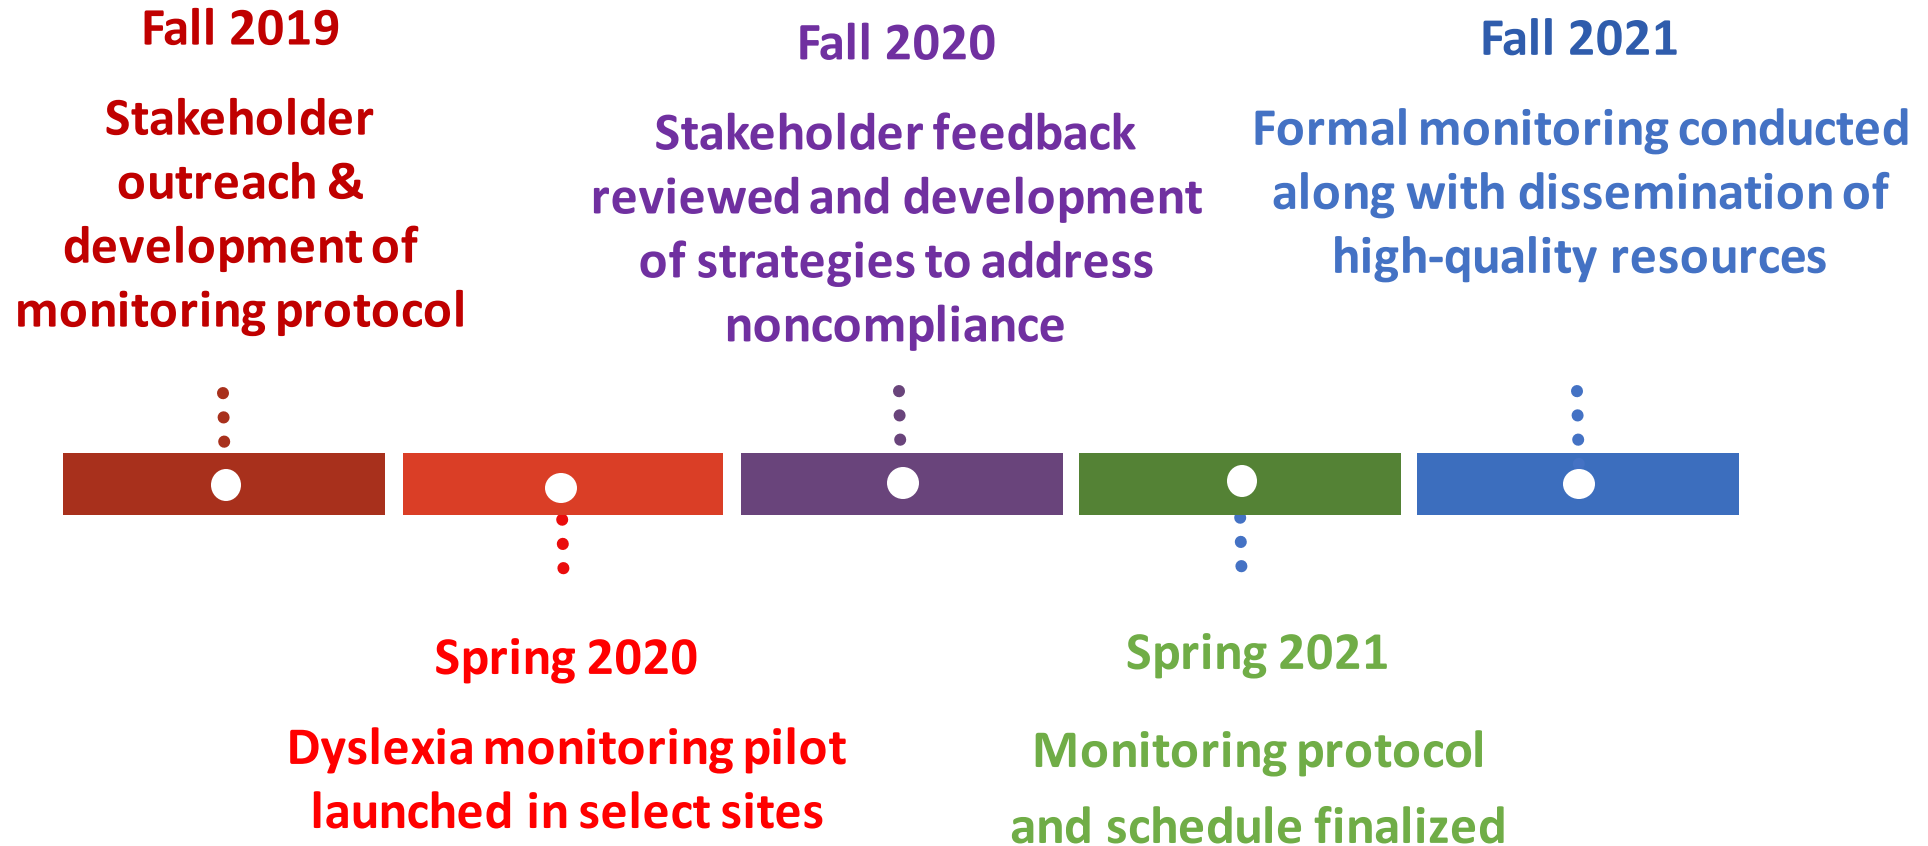 Fall 2019
Stakeholder
outreach &
development of
monitoring protocol
Fall 2020
Stakeholder feedback
reviewed and development
of strategies to address
noncompliance
Fall 2021
Formal monitoring conducted
along with dissemination of
high-quality resources
Spring 2020
Dyslexia monitoring pilot
launched in select sites
Spring 2021
Monitoring protocol
and schedule finalized